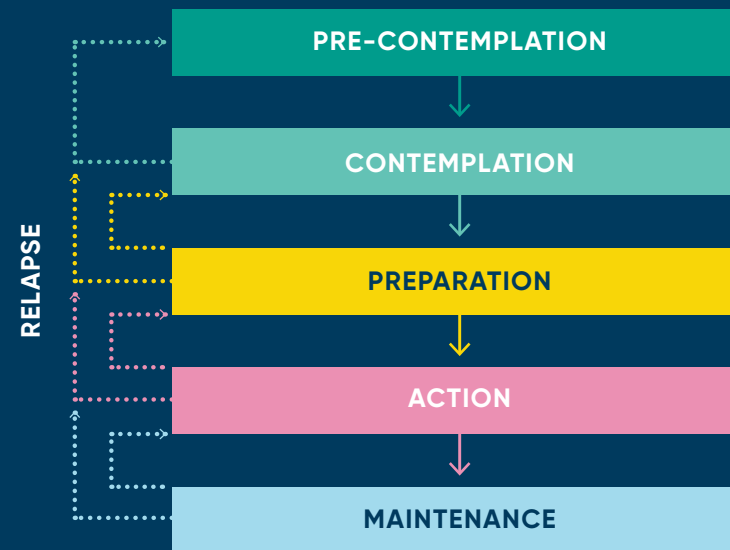 PRE-CONTEMPLATION
CONTEMPLATION
RELAPSE
PREPARATION
ACTION
MAINTENANCE